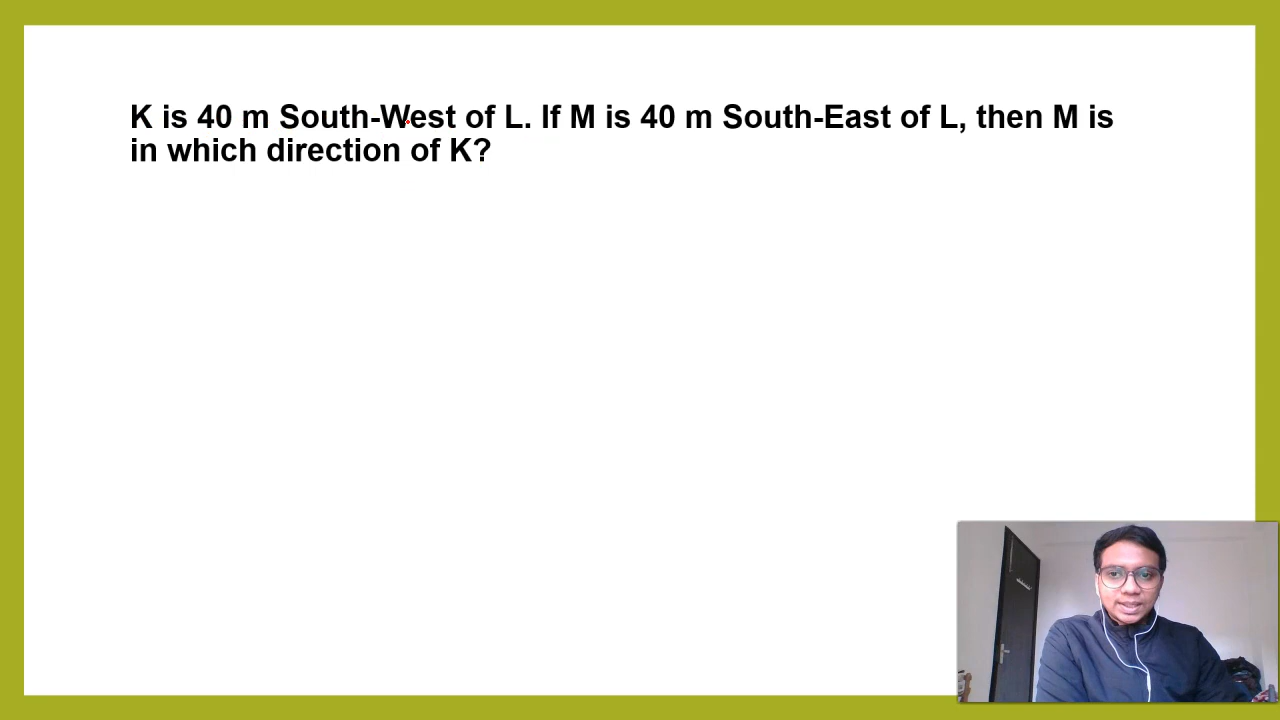 K is 40 m South-West of L. If M is 40 m South-East of L, then M is
in which direction of K?